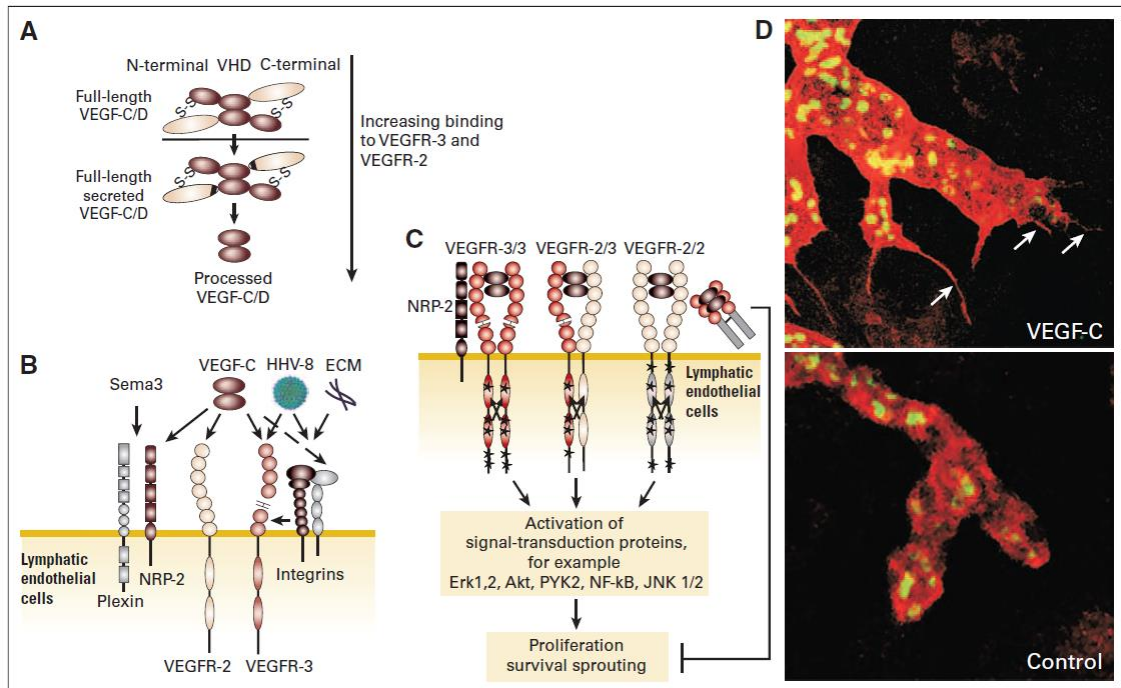 A
N-terminal VHD C-terminal
Full-length
VEGF-C/D
S-S
S-S
Full-length
secreted
VEGF-C/D
S-S
S-S
Processed
VEGF-C/D
Increasing binding
to VEGFR-3 and
VEGFR-2
B
Sema3
VEGF-C
HHV-8
ECM
Lymphatic
endothelial
cells
Plexin
NRP-2
Integrins
VEGFR-2
VEGFR-3
C
VEGFR-3/3 VEGFR-2/3 VEGFR-2/2
NRP-2
Lymphatic
endothelial
cells
Activation of
signal-transduction proteins,
for example
Erk1,2, Akt, PYK2, NF-kB, JNK 1/2
Proliferation
survival sprouting
D
VEGF-C
Control